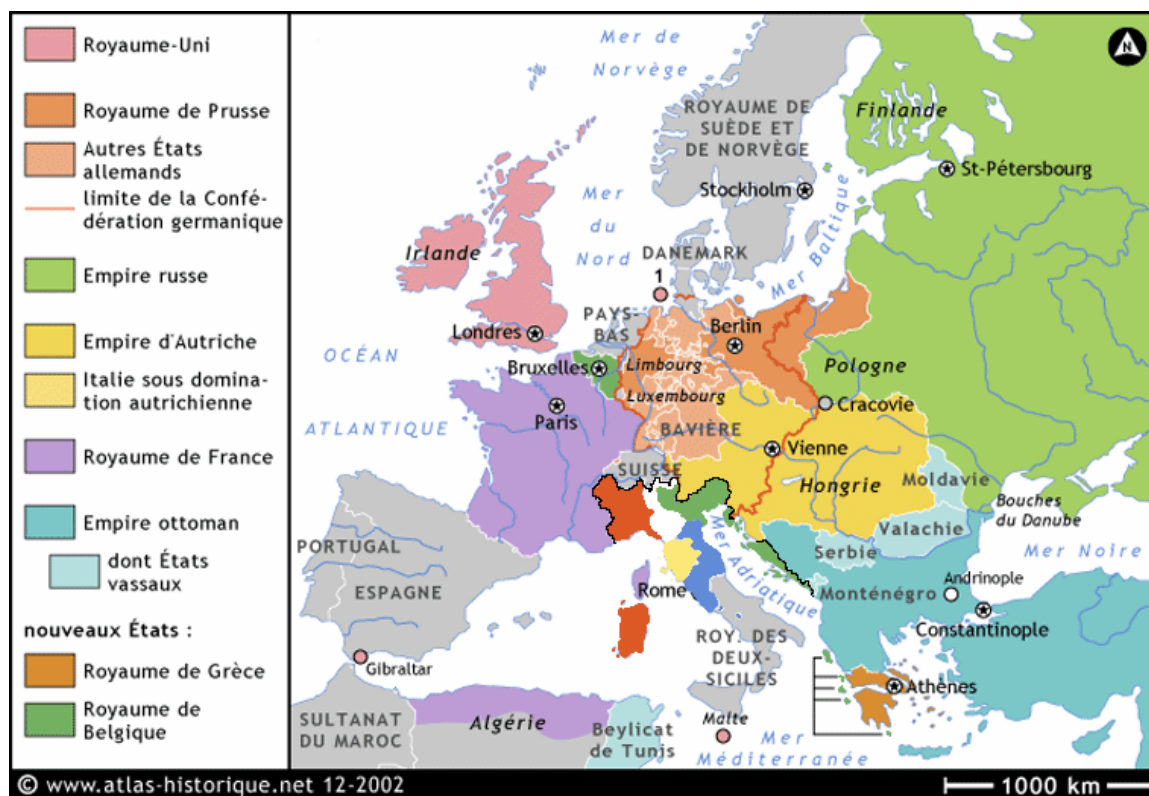 Royaume-Uni
Royaume de Prusse
Autres États
allemands
limite de la Confé-
dération germanique
Empire russe
Empire d'Autriche
Italie sous domina-
tion autrichienne
Royaume de France
Empire ottoman
dont États
vassaux
nouveaux États :
Royaume de Grèce
Royaume de
Belgique
Mer de
Norvège
N
ROYAUME DE
SUÈDE ET
DE NORVÈGE
Finlande
St-Pétersbourg
Stockholm
Mer
du
Nord
Mer Baltique
Irlande
DANEMARK
1
Londres
PAYS-
BAS
Berlin
OCÉAN
ATLANTIQUE
Bruxelles
Limbourg
Luxembourg
Pologne
Cracovie
Paris
BAVIÈRE
Vienne
SUISSE
Hongrie
Moldavie
Bouches
du Danube
Valachie
Serbie
Mer Noire
PORTUGAL
ESPAGNE
Mer Adriatique
Rome
Monténégro
Andrinople
Constantinople
ROY. DES
DEUX-
SICILES
Gibraltar
Athènes
SULTANAT
DU MAROC
Algérie
Beylicat
de Tunis
Malte
Mer
Méditerranée
© www.atlas-historique.net 12-2002
1000 km